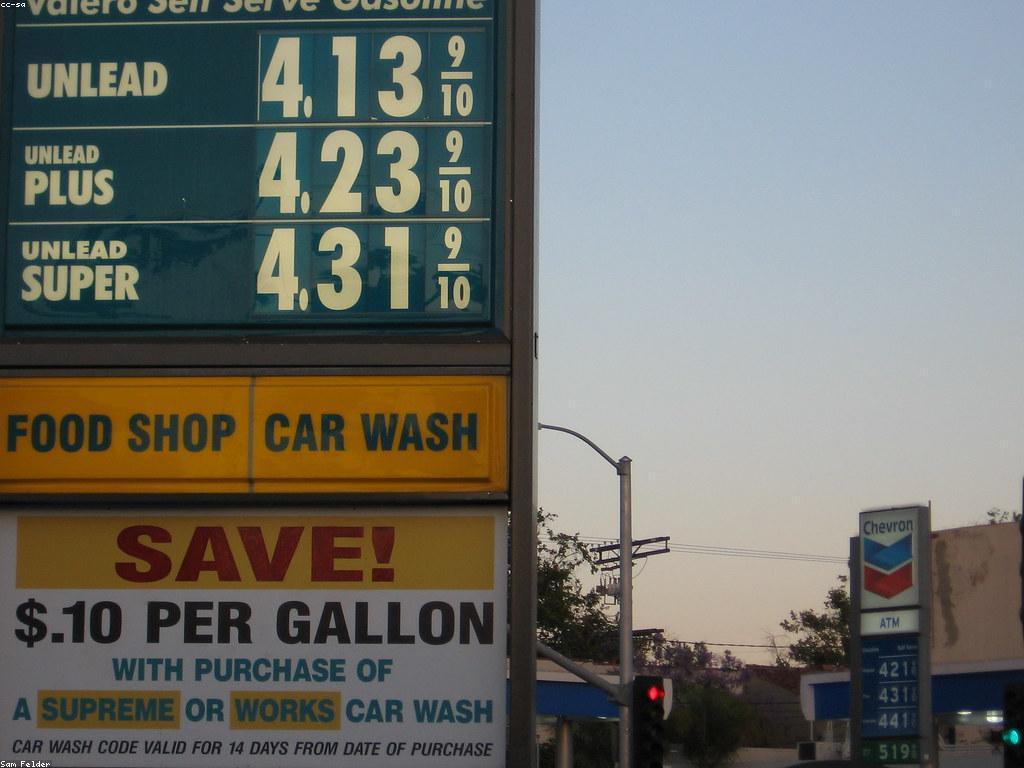 cc-sa
Valero Self Serve Gasoline
UNLEAD 4.13 9/10
UNLEAD PLUS 4.23 9/10
UNLEAD SUPER 4.31 9/10
FOOD SHOP CAR WASH
SAVE!
$.10 PER GALLON
WITH PURCHASE OF
A SUPREME OR WORKS CAR WASH
CAR WASH CODE VALID FOR 14 DAYS FROM DATE OF PURCHASE
Chevron
ATM
421
431
441
519
Sam Felder